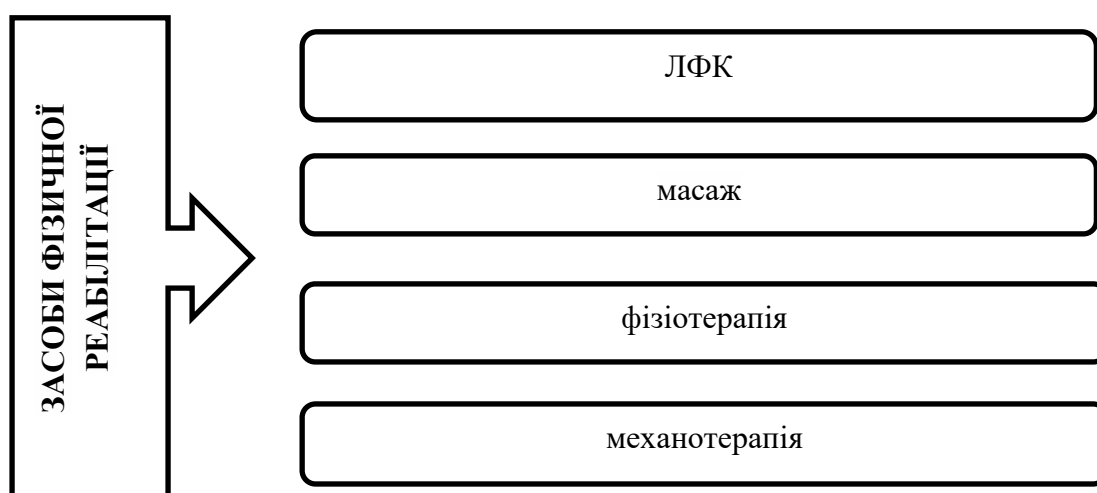 ЗАСОБИ ФІЗИЧНОЇ
РЕАБІЛІТАЦІЇ
ЛФК
масаж
фізіотерапія
механотерапія